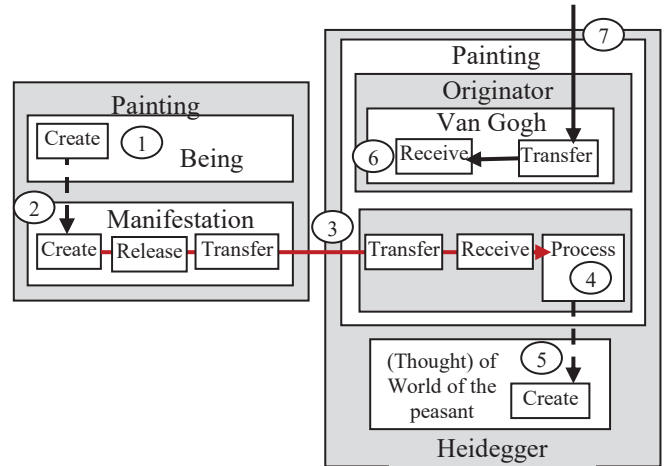 Painting
Create
1
Being
2
Manifestation
Create
Release
Transfer
3
7
Painting
Originator
Van Gogh
6
Receive
Transfer
Transfer
Receive
Process
4
5
(Thought) of
World of the
peasant
Create
Heidegger